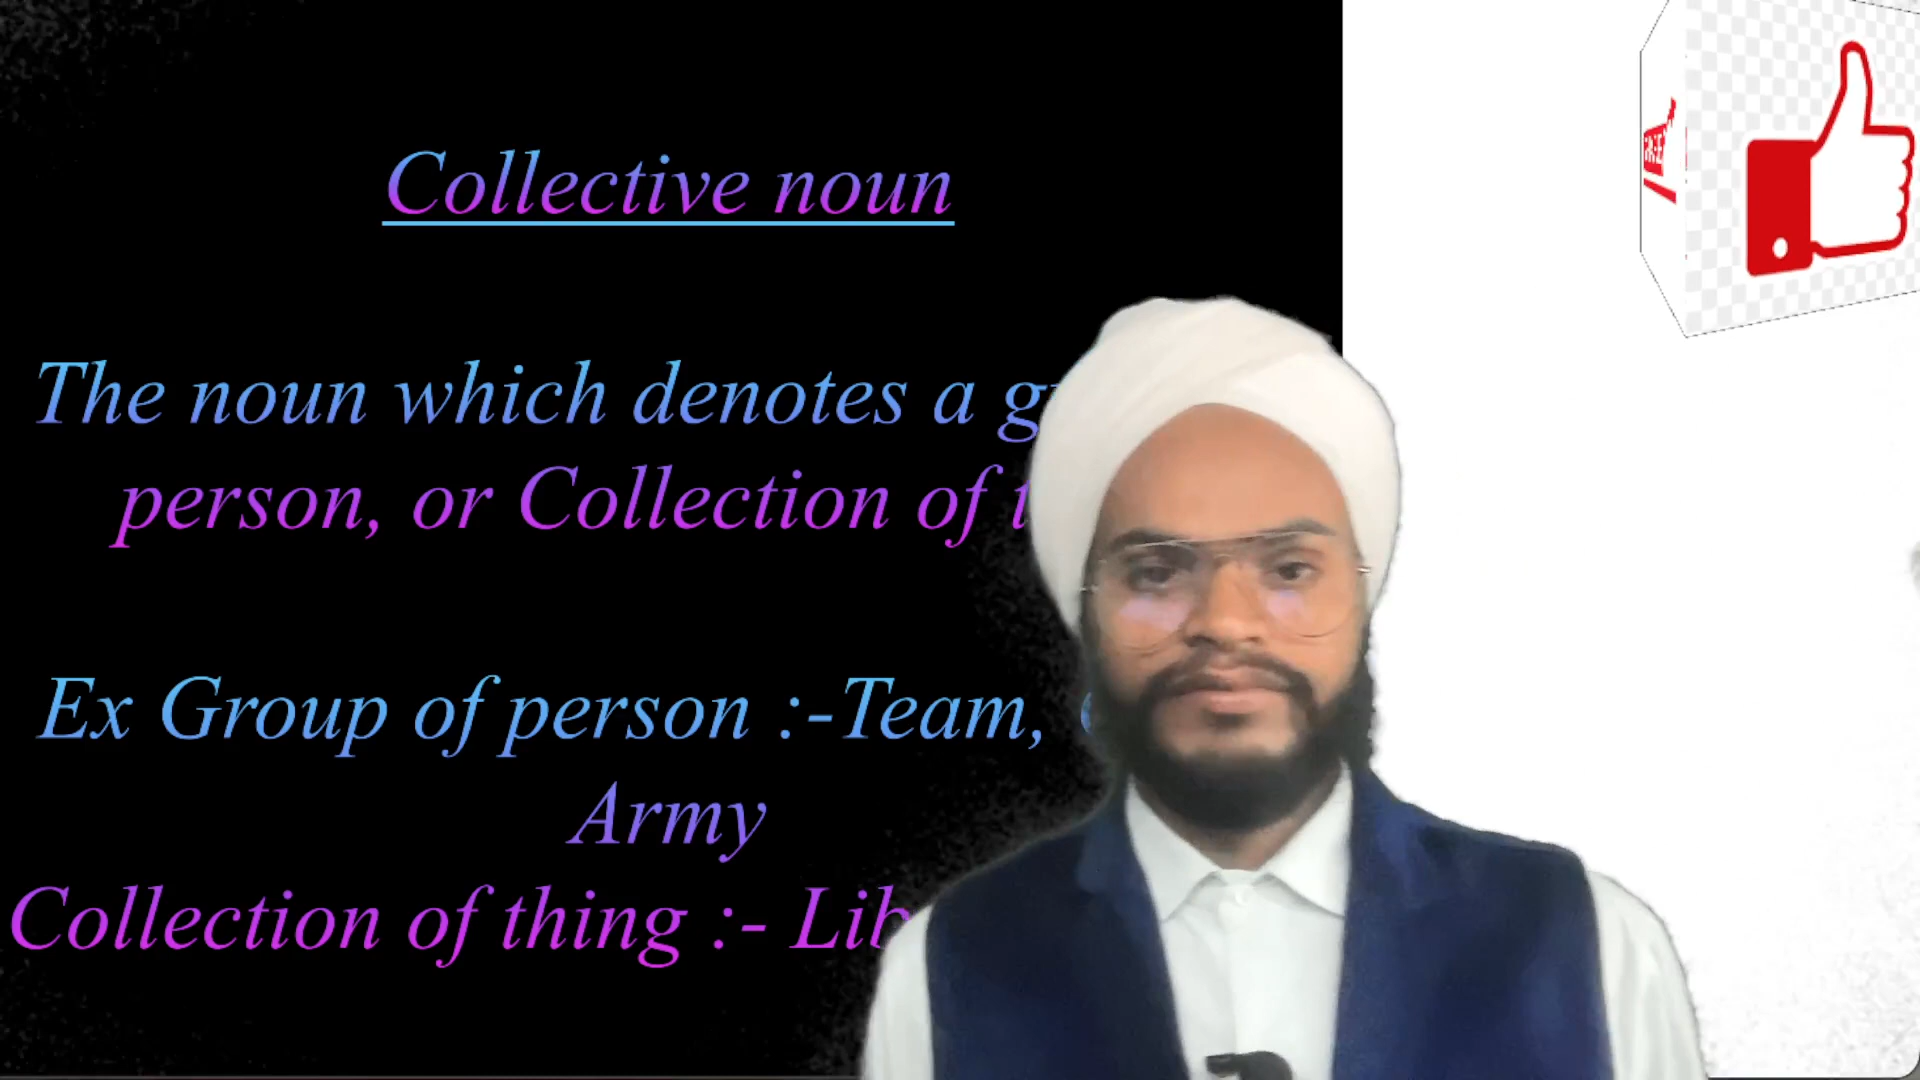 Collective noun
The noun which denotes a
person, or Collection of
Ex Group of person :-Team,
Army
Collection of thing :-